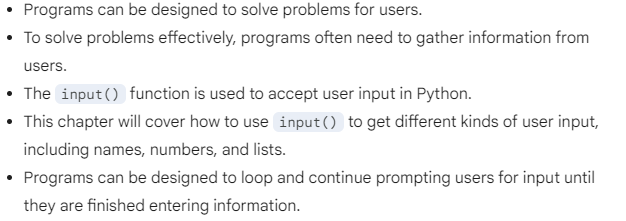 • Programs can be designed to solve problems for users.
• To solve problems effectively, programs often need to gather information from
users.
• The input() function is used to accept user input in Python.
• This chapter will cover how to use input() to get different kinds of user input,
including names, numbers, and lists.
• Programs can be designed to loop and continue prompting users for input until
they are finished entering information.